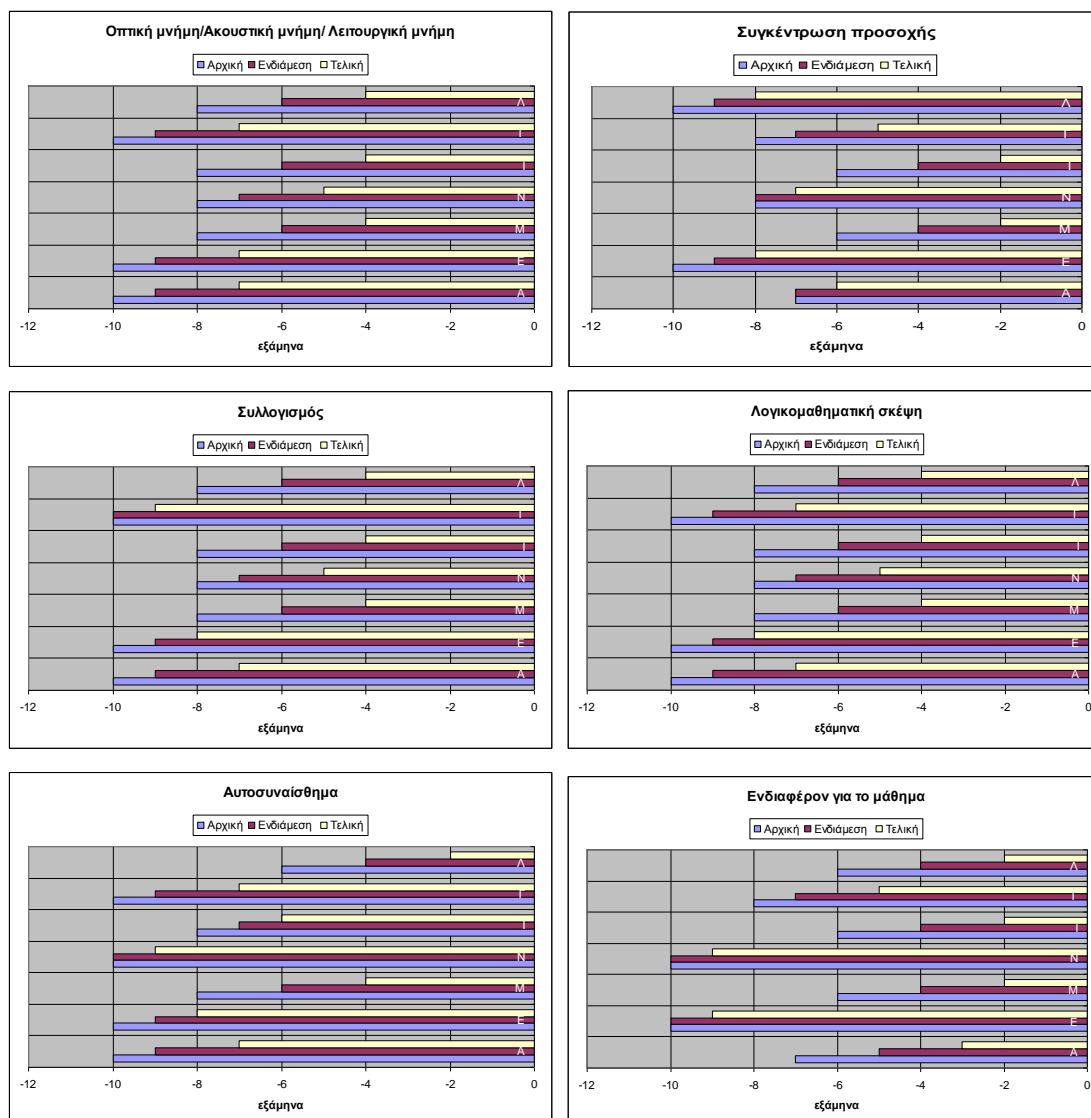 Οπτική μνήμη/Ακουστική μνήμη/ Λειτουργική μνήμη
Αρχική Ενδιάμεση Τελική
Λ
Τ
Ι
Ν
Μ
Ε
Α
-12 -10 -8 -6 -4 -2 0
εξάμηνα
Συγκέντρωση προσοχής
Αρχική Ενδιάμεση Τελική
Λ
Τ
Ι
Ν
Μ
Ε
Α
-12 -10 -8 -6 -4 -2 0
εξάμηνα
Συλλογισμός
Αρχική Ενδιάμεση Τελική
Λ
Τ
Ι
Ν
Μ
Ε
Α
-12 -10 -8 -6 -4 -2 0
εξάμηνα
Λογικομαθηματική σκέψη
Αρχική Ενδιάμεση Τελική
Λ
Τ
Ι
Ν
Μ
Ε
Α
-12 -10 -8 -6 -4 -2 0
εξάμηνα
Αυτοσυναίσθημα
Αρχική Ενδιάμεση Τελική
Λ
Τ
Ι
Ν
Μ
Ε
Α
-12 -10 -8 -6 -4 -2 0
εξάμηνα
Ενδιαφέρον για το μάθημα
Αρχική Ενδιάμεση Τελική
Λ
Τ
Ι
Ν
Μ
Ε
Α
-12 -10 -8 -6 -4 -2 0
εξάμηνα